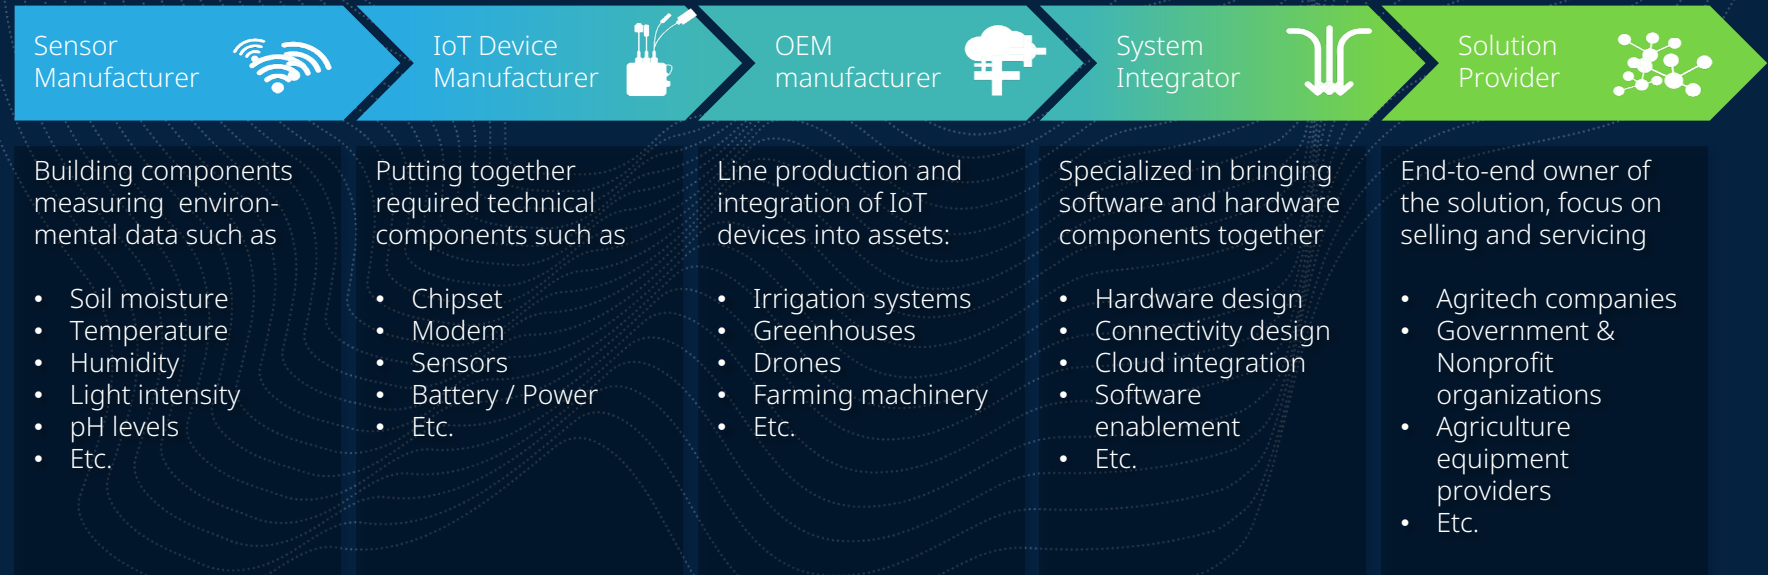 Sensor
Manufacturer
IoT Device
Manufacturer
OEM
manufacturer
System
Integrator
Solution
Provider
Building components
measuring  environ-
mental data such as
• Soil moisture
• Temperature
• Humidity
• Light intensity
• pH levels
• Etc.
Putting together
required technical
components such as
• Chipset
• Modem
• Sensors
• Battery / Power
• Etc.
Line production and
integration of IoT
devices into assets:
• Irrigation systems
• Greenhouses
• Drones
• Farming machinery
• Etc.
Specialized in bringing
software and hardware
components together
• Hardware design
• Connectivity design
• Cloud integration
• Software
enablement
• Etc.
End-to-end owner of
the solution, focus on
selling and servicing
• Agritech companies
• Government &
Nonprofit
organizations
• Agriculture
equipment
providers
• Etc.